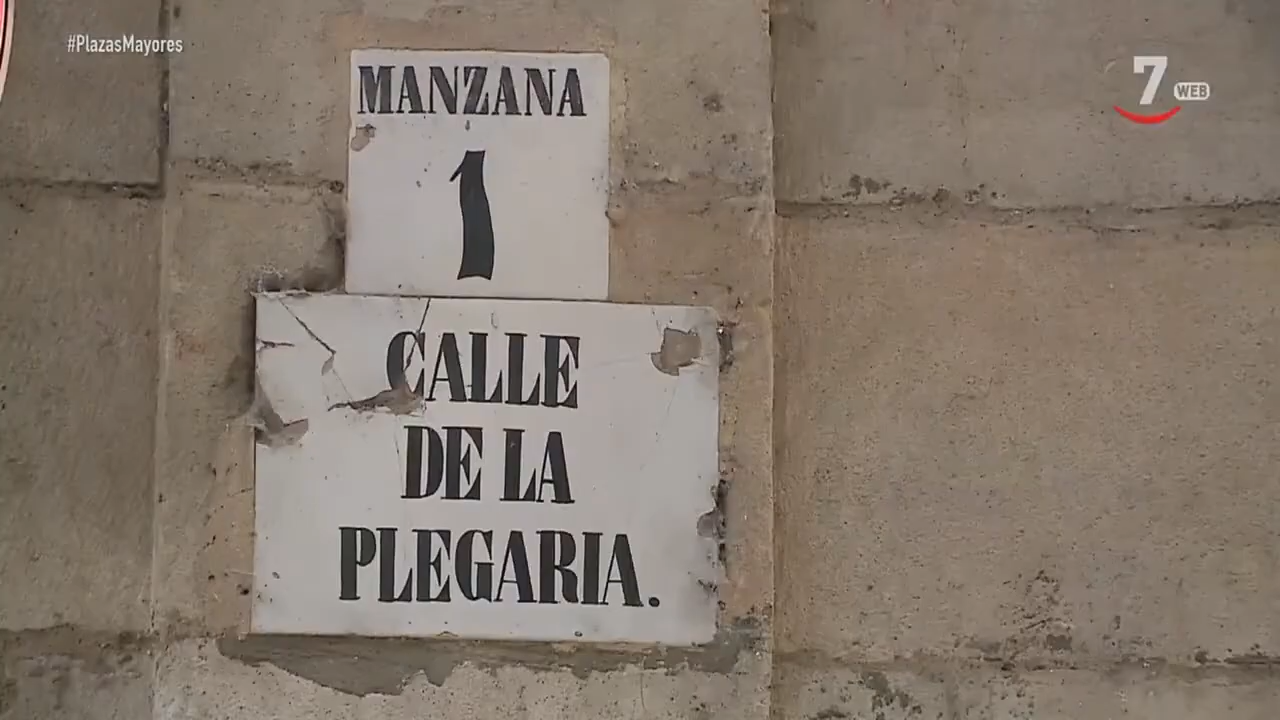 #PlazasMayores
7
WEB
MANZANA
1
CALLE
DE LA
PLEGARIA.